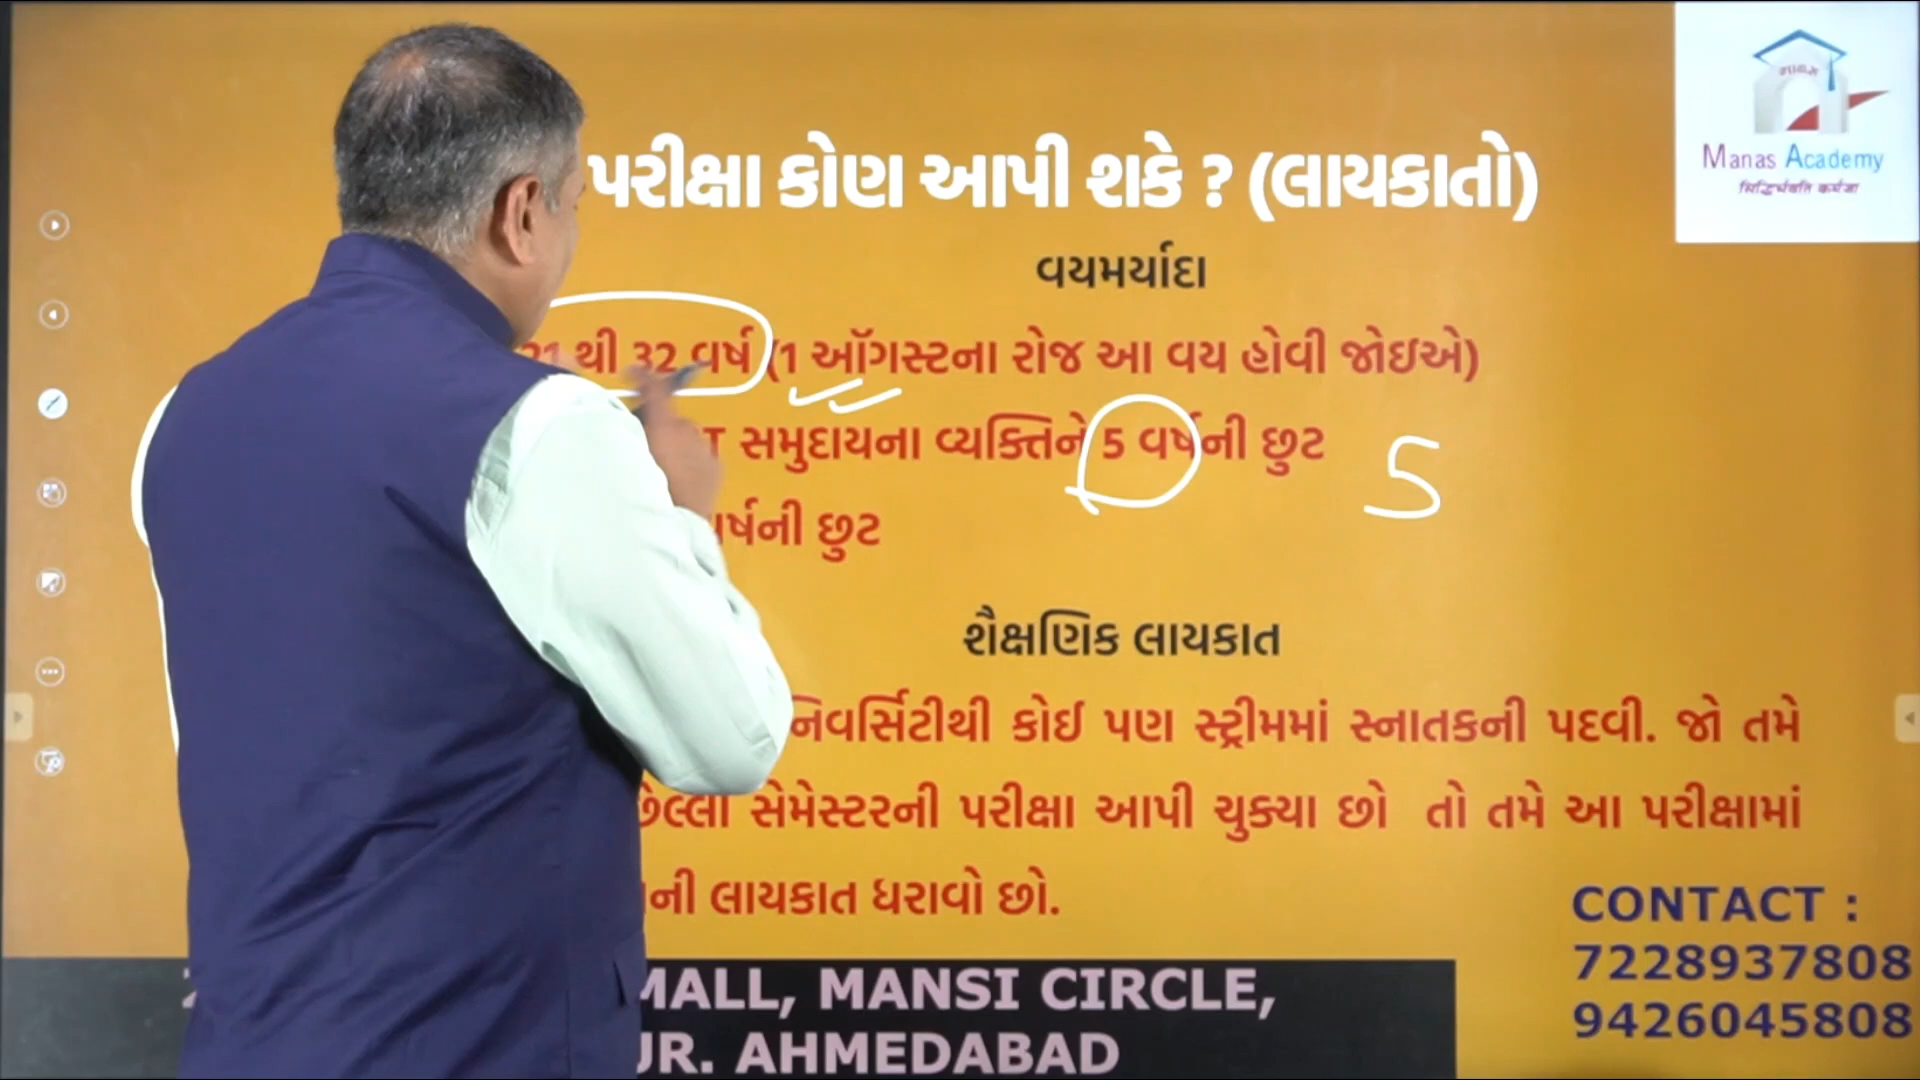 Manas Academy
પરીક્ષા કોણ આપી શકે ? (લાયકાતો)
વયમર્યાદા
21 થી 32 વર્ષ (1 ઑગસ્ટના રોજ આ વય હોવી જોઇએ)
સમુદાયના વ્યક્તિને 5 વર્ષની છુટ 5
વર્ષની છુટ
શૈક્ષણિક લાયકાત
કોઈ પણ સ્ટ્રીમમાં સ્નાતકની પદવી. જો તમે
છેલ્લા સેમેસ્ટરની પરીક્ષા આપી ચુક્યા છો તો તમે આ પરીક્ષામાં
લાયકાત ધરાવો છો.
CONTACT :
7228937808
9426045808
MALL, MANSI CIRCLE,
AHMEDABAD